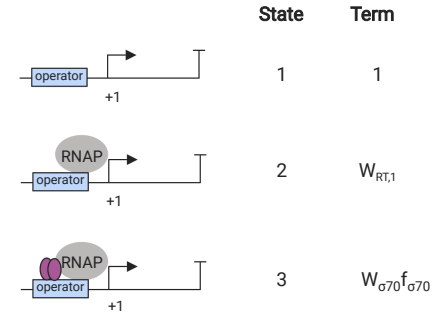 State Term
operator 1 1
+1
RNAP
operator 2 W_RT,1
+1
RNAP
operator 3 W_σ70f_σ70
+1